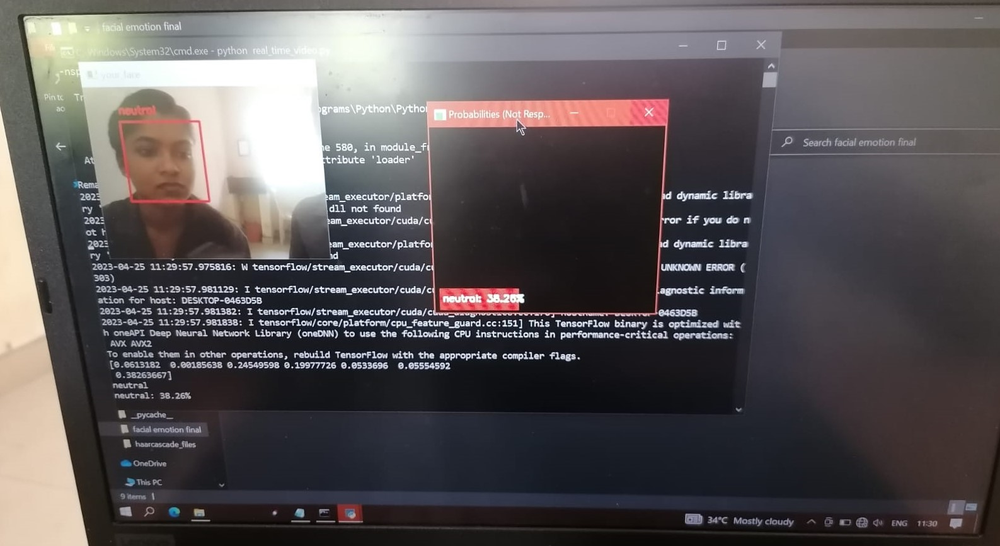 facial emotion final
Windows\System32\cmd.exe - python real_time_video.py
-nsp
your face
Pin to
ac
Tr
ograms\Python\Pytho
Probabilities (Not Resp...
neutral
ne 580, in module_f
Search facial emotion final
At
ttribute 'loader'
Rema
2023
eam_executor/platfo
nd dynamic libra
ry '
dll not found
2023
eam_executor/cuda/c
rror if you do n
ot h
2023
eam_executor/platfo
nd dynamic libra
ry '
nd
2023-04-25 11:29:57.975816: W tensorflow/stream_executor/cuda/c
UNKNOWN ERROR (
303)
2023-04-25 11:29:57.981129: I tensorflow/stream_executor/cuda/c
agnostic inform
ation for host: DESKTOP-0463D5B
neutral: 38.26%
2023-04-25 11:29:57.981382: I tensorflow/stream_executor/cuda/
-0463D5B
2023-04-25 11:29:57.981838: I tensorflow/core/platform/cpu_feature_guard.cc:151] This TensorFlow binary is optimized wit
h oneAPI Deep Neural Network Library (oneDNN) to use the following CPU instructions in performance-critical operations:
AVX AVX2
To enable them in other operations, rebuild TensorFlow with the appropriate compiler flags.
[0.0613182 0.00185638 0.24549598 0.19977726 0.0533696 0.05554592
0.38263667]
neutral
neutral: 38.26%
__pycache__
facial emotion final
haarcascade_files
OneDrive
This PC
9 items
34°C Mostly cloudy
ENG
11:30